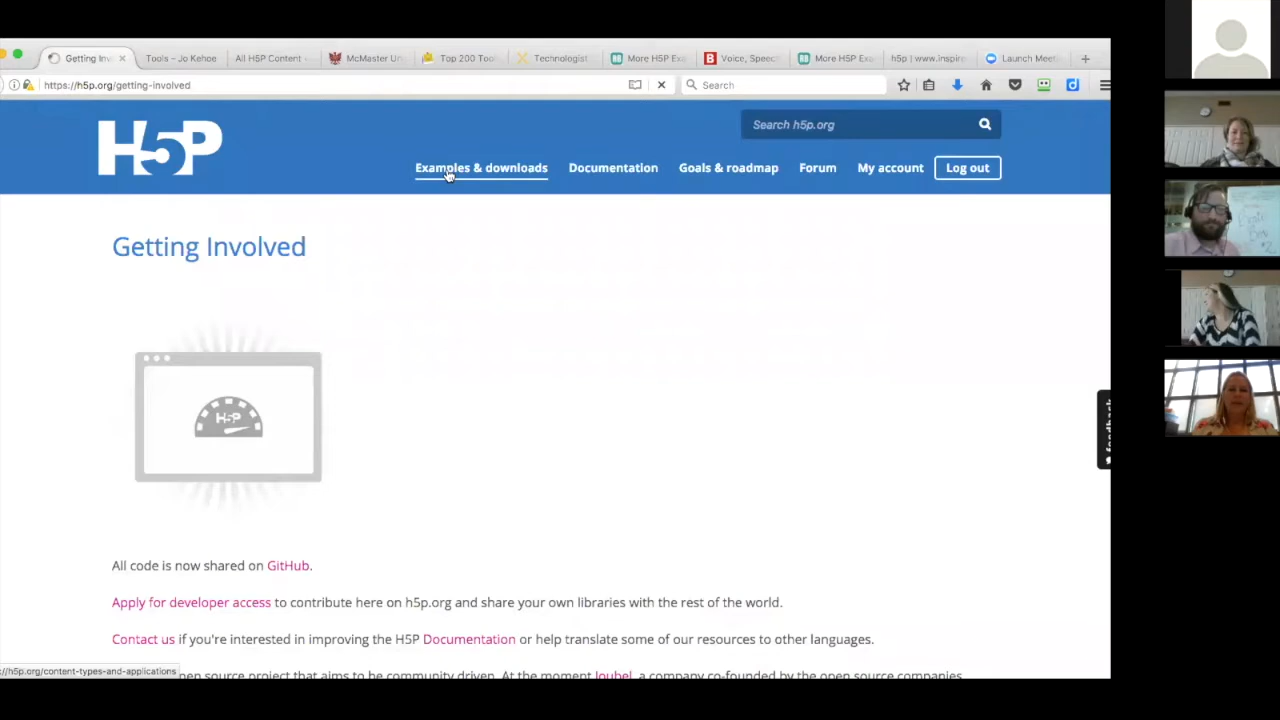 Getting Inv
Tools – Jo Kehoe
All H5P Content
McMaster Un
Top 200 Too
Technologist
More H5P Exa
Voice, Speec
More H5P Exa
h5p | www.inspire
Launch Meet
https://h5p.org/getting-involved
Search
H5P
Search h5p.org
Examples & downloads
Documentation
Goals & roadmap
Forum
My account
Log out
Getting Involved
H5P
feedback
All code is now shared on GitHub.
Apply for developer access to contribute here on h5p.org and share your own libraries with the rest of the world.
Contact us if you're interested in improving the H5P Documentation or help translate some of our resources to other languages.
://h5p.org/content-types-and-applications
pen source project that aims to be community driven. At the moment Joubel, a company co-founded by the open source companies